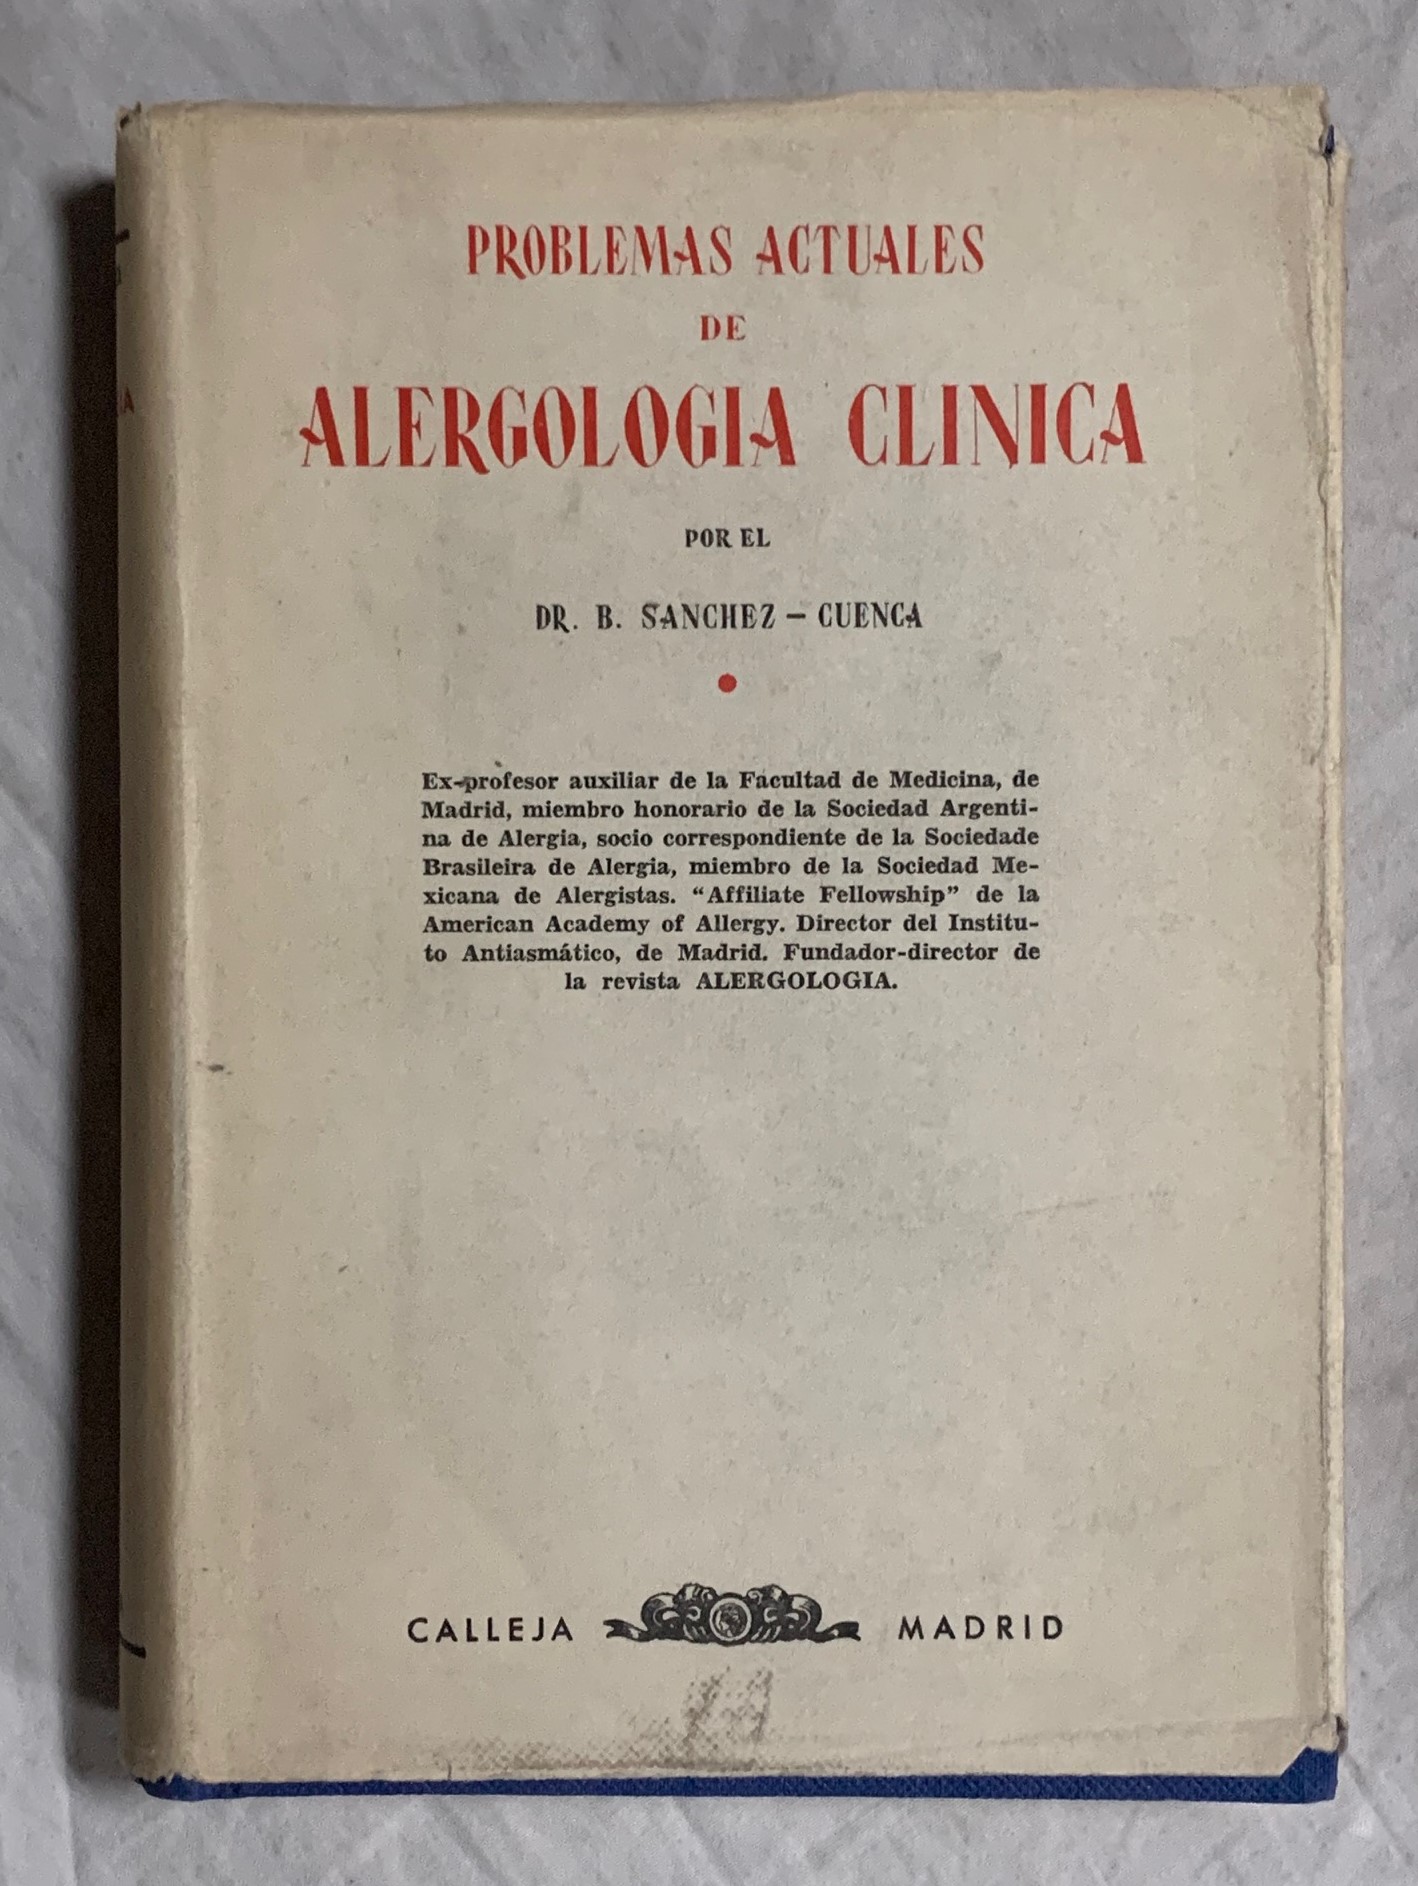 PROBLEMAS ACTUALES
DE
ALERGOLOGIA CLINICA
POR EL
DR. B. SANCHEZ – CUENCA
Ex-profesor auxiliar de la Facultad de Medicina, de
Madrid, miembro honorario de la Sociedad Argenti-
na de Alergia, socio correspondiente de la Sociedade
Brasileira de Alergia, miembro de la Sociedad Me-
xicana de Alergistas. “Affiliate Fellowship” de la
American Academy of Allergy. Director del Institu-
to Antiasmático, de Madrid. Fundador-director de
la revista ALERGOLOGIA.
CALLEJA MADRID